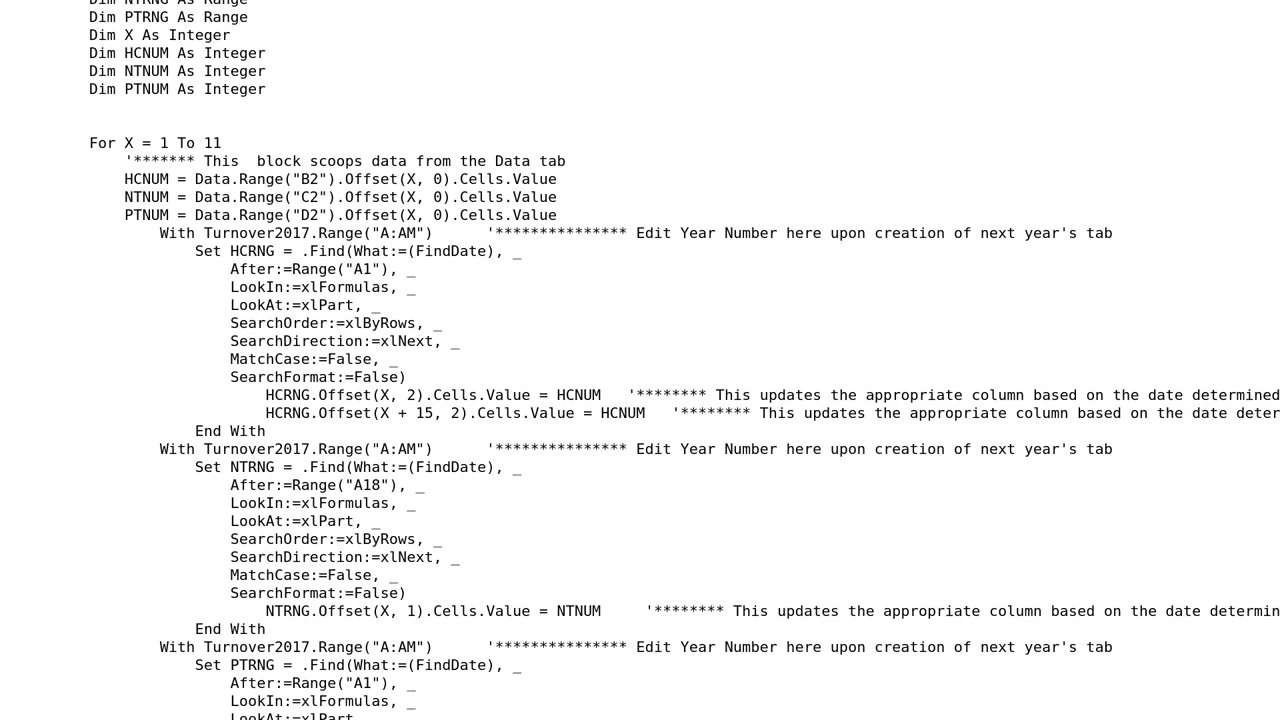 Dim NTRNG As Range
Dim PTRNG As Range
Dim X As Integer
Dim HCNUM As Integer
Dim NTNUM As Integer
Dim PTNUM As Integer
For X = 1 To 11
'******* This  block scoops data from the Data tab
HCNUM = Data.Range("B2").Offset(X, 0).Cells.Value
NTNUM = Data.Range("C2").Offset(X, 0).Cells.Value
PTNUM = Data.Range("D2").Offset(X, 0).Cells.Value
With Turnover2017.Range("A:AM")      '*************** Edit Year Number here upon creation of next year's tab
Set HCRNG = .Find(What:=(FindDate), _
After:=Range("A1"), _
LookIn:=xlFormulas, _
LookAt:=xlPart, _
SearchOrder:=xlByRows, _
SearchDirection:=xlNext, _
MatchCase:=False, _
SearchFormat:=False)
HCRNG.Offset(X, 2).Cells.Value = HCNUM   '******** This updates the appropriate column based on the date determined
HCRNG.Offset(X + 15, 2).Cells.Value = HCNUM   '******** This updates the appropriate column based on the date deter
End With
With Turnover2017.Range("A:AM")      '*************** Edit Year Number here upon creation of next year's tab
Set NTRNG = .Find(What:=(FindDate), _
After:=Range("A18"), _
LookIn:=xlFormulas, _
LookAt:=xlPart, _
SearchOrder:=xlByRows, _
SearchDirection:=xlNext, _
MatchCase:=False, _
SearchFormat:=False)
NTRNG.Offset(X, 1).Cells.Value = NTNUM     '******** This updates the appropriate column based on the date determin
End With
With Turnover2017.Range("A:AM")      '*************** Edit Year Number here upon creation of next year's tab
Set PTRNG = .Find(What:=(FindDate), _
After:=Range("A1"), _
LookIn:=xlFormulas, _
LookAt:=xlPart,